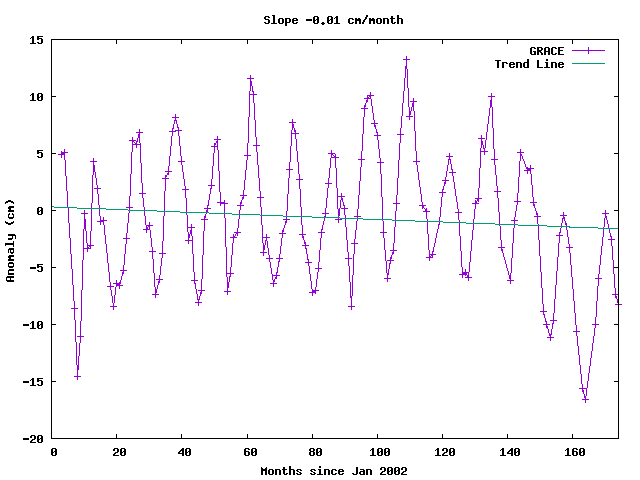 Slope -0.01 cm/month
15
10
5
0
-5
-10
-15
-20
Anomaly (cm)
GRACE
Trend Line
0 20 40 60 80 100 120 140 160
Months since Jan 2002